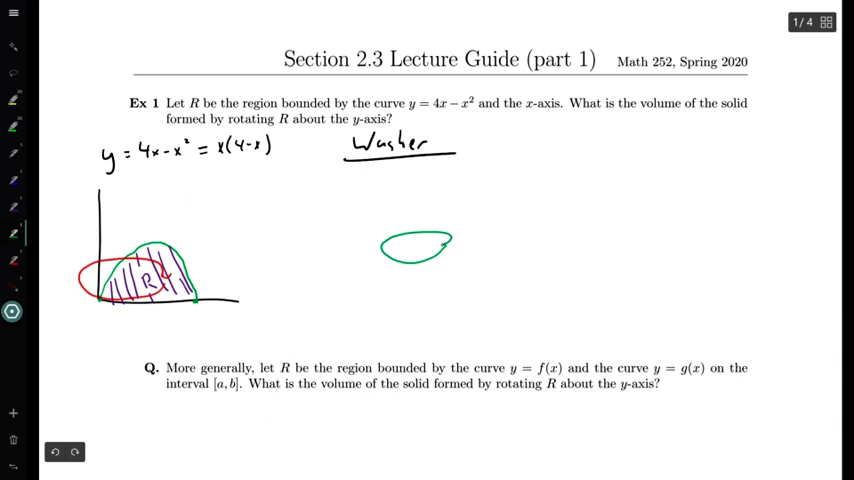 1/4
Section 2.3 Lecture Guide (part 1) Math 252, Spring 2020
Ex 1 Let R be the region bounded by the curve y = 4x − x² and the x-axis. What is the volume of the solid
formed by rotating R about the y-axis?
y = 4x-x² = x(4-x)
Washer
R
Q. More generally, let R be the region bounded by the curve y = f(x) and the curve y = g(x) on the
interval [a, b]. What is the volume of the solid formed by rotating R about the y-axis?